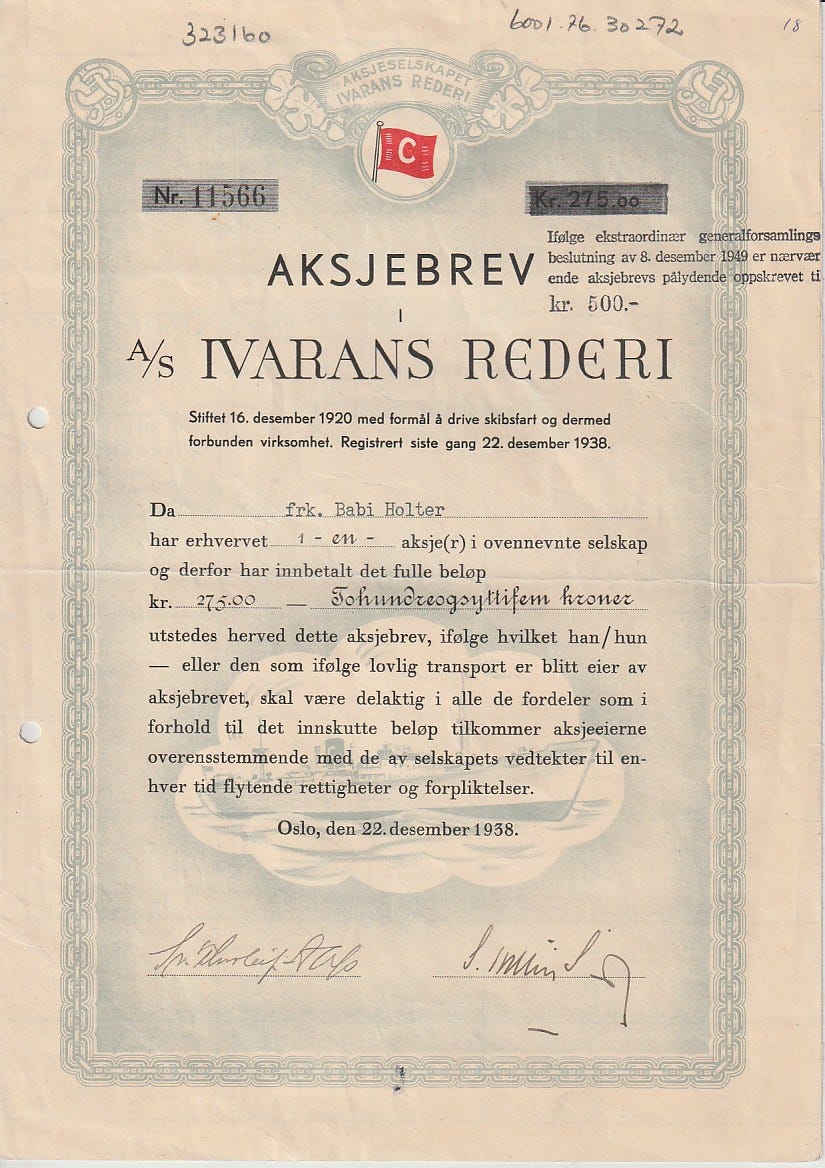 323160
6001.76.30272
18
AKSJESELSKAPET
IVARANS REDERI
C
Nr. 11566
Kr. 275.00
Ifølge ekstraordinær generalforsamlings
beslutning av 8. desember 1949 er nærvær
ende aksjebrevs pålydende oppskrevet ti
kr. 500.-
AKSJEBREV
I
A/S IVARANS REDERI
Stiftet 16. desember 1920 med formål å drive skibsfart og dermed
forbunden virksomhet. Registrert siste gang 22. desember 1938.
Da frk. Babi Holter
har erhvervet 1 - en - aksje(r) i ovennevnte selskap
og derfor har innbetalt det fulle beløp
kr. 275.00 — Tohundreogsyttifem kroner
utstedes herved dette aksjebrev, ifølge hvilket han/hun
— eller den som ifølge lovlig transport er blitt eier av
aksjebrevet, skal være delaktig i alle de fordeler som i
forhold til det innskutte beløp tilkommer aksjeeierne
overensstemmende med de av selskapets vedtekter til en-
hver tid flytende rettigheter og forpliktelser.
Oslo, den 22. desember 1938.